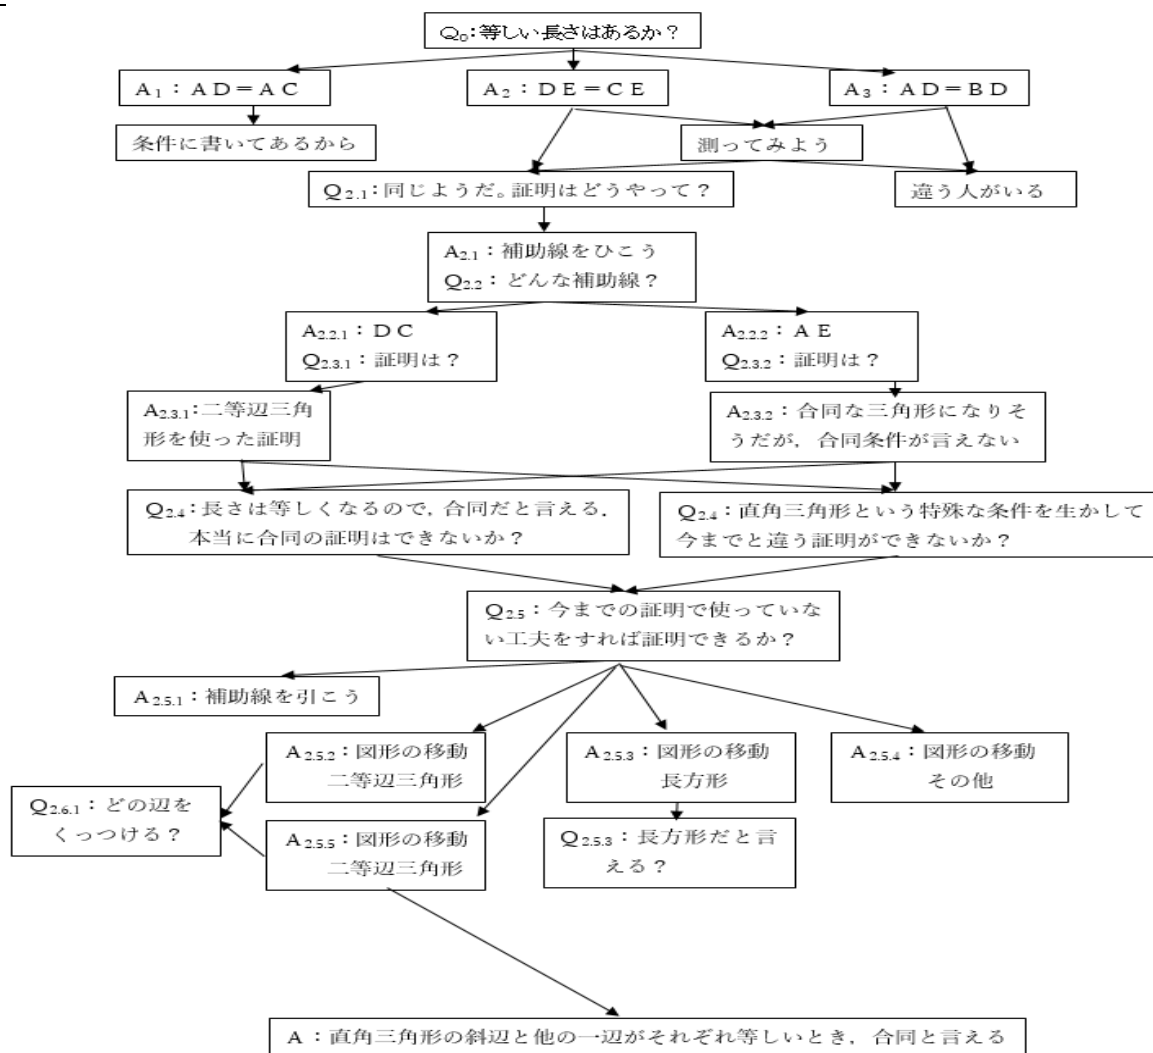 Q₀：等しい長さはあるか？
A₁：ＡＤ＝ＡＣ
A₂：ＤＥ＝ＣＥ
A₃：ＡＤ＝ＢＤ
条件に書いてあるから
測ってみよう
Q₂.₁：同じようだ。証明はどうやって？
違う人がいる
A₂.₁：補助線をひこう
Q₂.₂：どんな補助線？
A₂.₂.₁：ＤＣ
Q₂.₃.₁：証明は？
A₂.₂.₂：ＡＥ
Q₂.₃.₂：証明は？
A₂.₃.₁：二等辺三角
形を使った証明
A₂.₃.₂：合同な三角形になりそ
うだが，合同条件が言えない
Q₂.₄：長さは等しくなるので，合同だと言える．
本当に合同の証明はできないか？
Q₂.₄：直角三角形という特殊な条件を生かして
今までと違う証明ができないか？
Q₂.₅：今までの証明で使っていな
い工夫をすれば証明できるか？
A₂.₅.₁：補助線を引こう
A₂.₅.₂：図形の移動
二等辺三角形
A₂.₅.₃：図形の移動
長方形
A₂.₅.₄：図形の移動
その他
Q₂.₆.₁：どの辺を
くっつける？
A₂.₅.₅：図形の移動
二等辺三角形
Q₂.₅.₃：長方形だと言
える？
A：直角三角形の斜辺と他の一辺がそれぞれ等しいとき，合同と言える